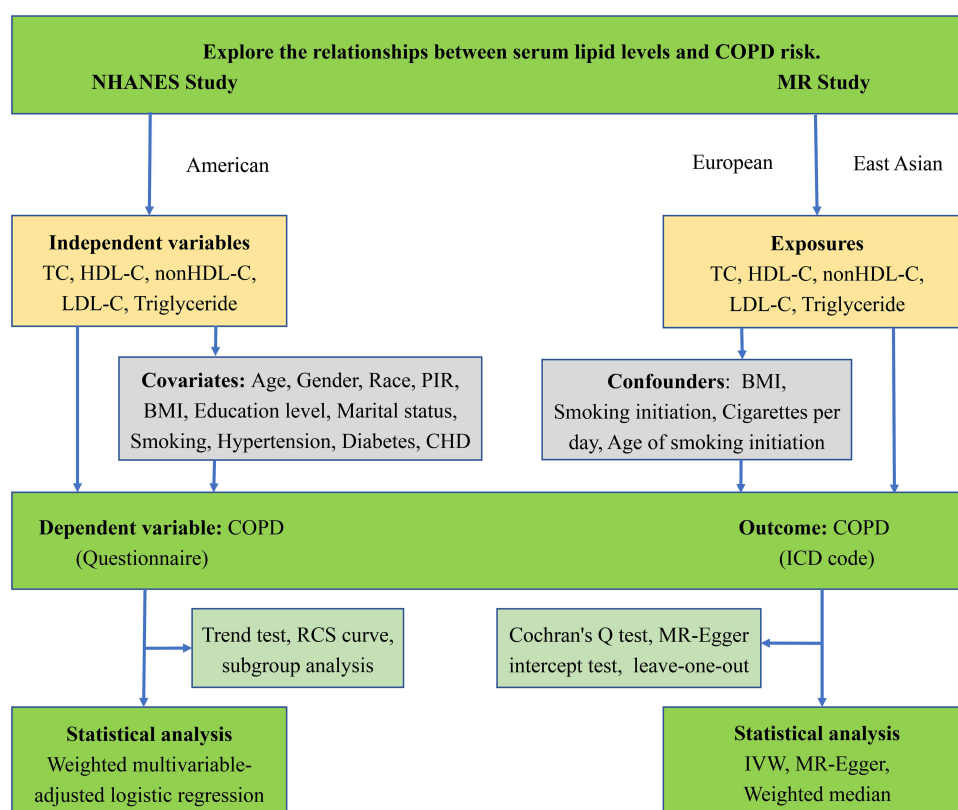 Explore the relationships between serum lipid levels and COPD risk.
NHANES Study
MR Study
American
European
East Asian
Independent variables
TC, HDL-C, nonHDL-C,
LDL-C, Triglyceride
Exposures
TC, HDL-C, nonHDL-C,
LDL-C, Triglyceride
Covariates: Age, Gender, Race, PIR,
BMI, Education level, Marital status,
Smoking, Hypertension, Diabetes, CHD
Confounders: BMI,
Smoking initiation, Cigarettes per
day, Age of smoking initiation
Dependent variable: COPD
(Questionnaire)
Outcome: COPD
(ICD code)
Trend test, RCS curve,
subgroup analysis
Cochran's Q test, MR-Egger
intercept test, leave-one-out
Statistical analysis
Weighted multivariable-
adjusted logistic regression
Statistical analysis
IVW, MR-Egger,
Weighted median